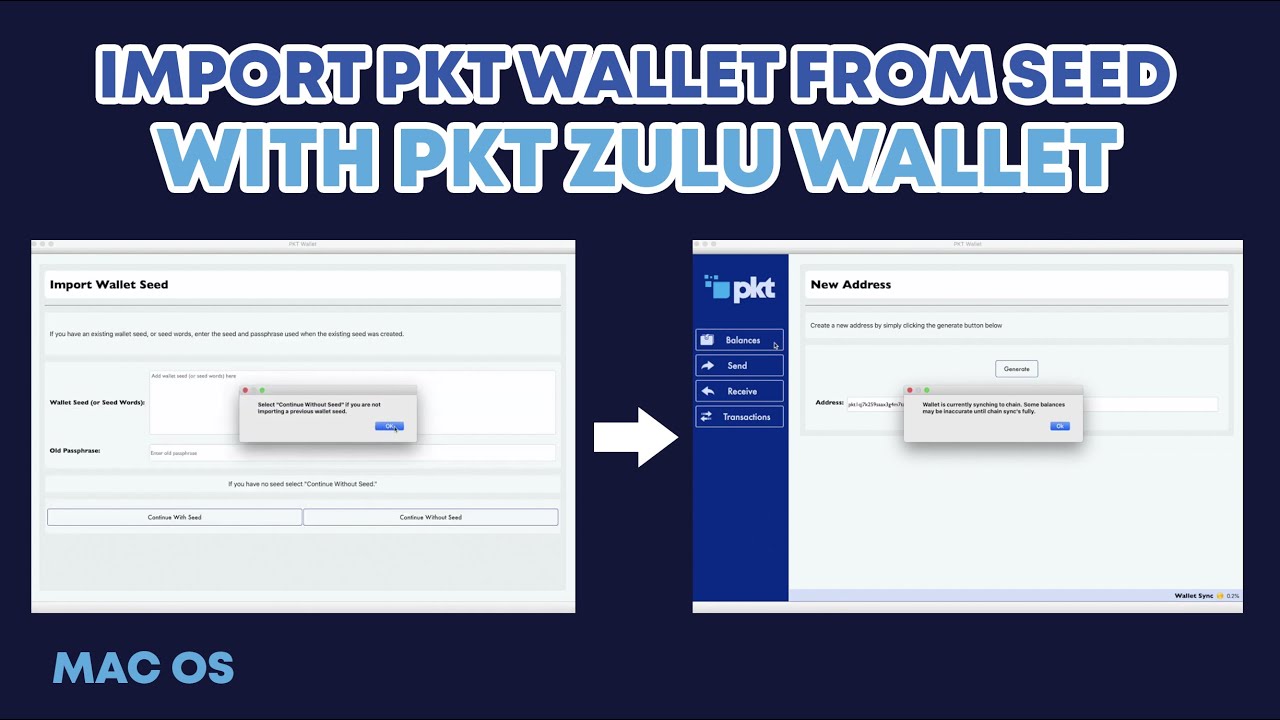 IMPORT PKT WALLET FROM SEED
WITH PKT ZULU WALLET
PKT Wallet
Import Wallet Seed
If you have an existing wallet seed, or seed words, enter the seed and passphrase used when the existing seed was created.
Add wallet seed (or seed words) here
Wallet Seed (or Seed Words):
Select "Continue Without Seed" if you are not
importing a previous wallet seed.
OK
Old Passphrase:
Enter old passphrase
If you have no seed select "Continue Without Seed."
Continue With Seed
Continue Without Seed
PKT Wallet
pkt
Balances
Send
Receive
Transactions
New Address
Create a new address by simply clicking the generate button below
Generate
Address:
Wallet is currently synching to chain. Some balances
may be inaccurate until chain sync's fully.
Ok
Wallet Sync
0.2%
MAC OS